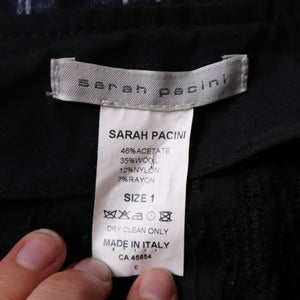 sarah pacini
SARAH PACINI
46%ACETATE
35%WOOL
12%NYLON
7%RAYON
SIZE 1
DRY CLEAN ONLY
MADE IN ITALY
CA 45654
E